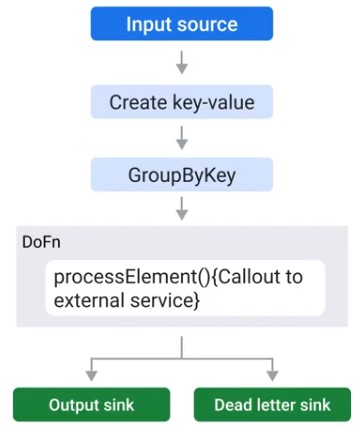 Input source
Create key-value
GroupByKey
DoFn
processElement(){Callout to
external service}
Output sink
Dead letter sink